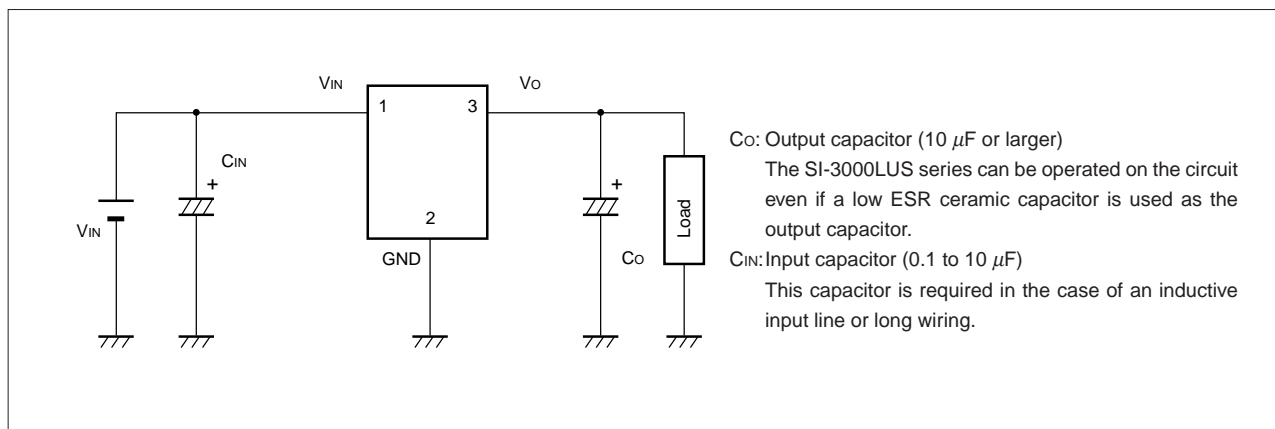 VIN
VO
1
3
CIN
+
+
2
VIN
GND
CO
Load
CO: Output capacitor (10 μF or larger)
The SI-3000LUS series can be operated on the circuit
even if a low ESR ceramic capacitor is used as the
output capacitor.
CIN: Input capacitor (0.1 to 10 μF)
This capacitor is required in the case of an inductive
input line or long wiring.